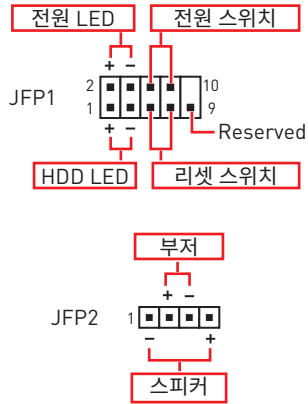 전원 LED 전원 스위치
+ −
2 10
JFP1
1 9
+ −
Reserved
HDD LED 리셋 스위치
부저
+ −
JFP2 1
− +
스피커